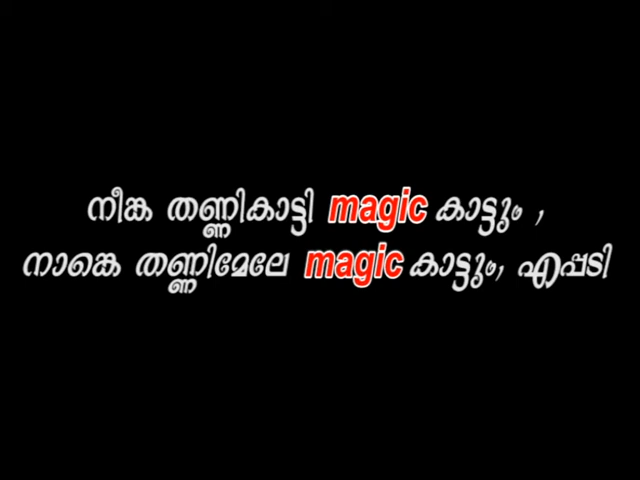 നീങ്ക തണ്ണികാട്ടി magic കാട്ടും ,
നാങ്കെ തണ്ണിമേലേ magic കാട്ടും, എപ്പടി